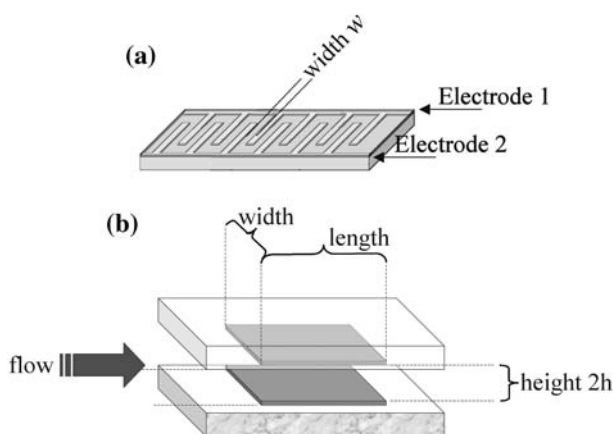 (a)
width w
Electrode 1
Electrode 2
(b)
width
length
flow
height 2h